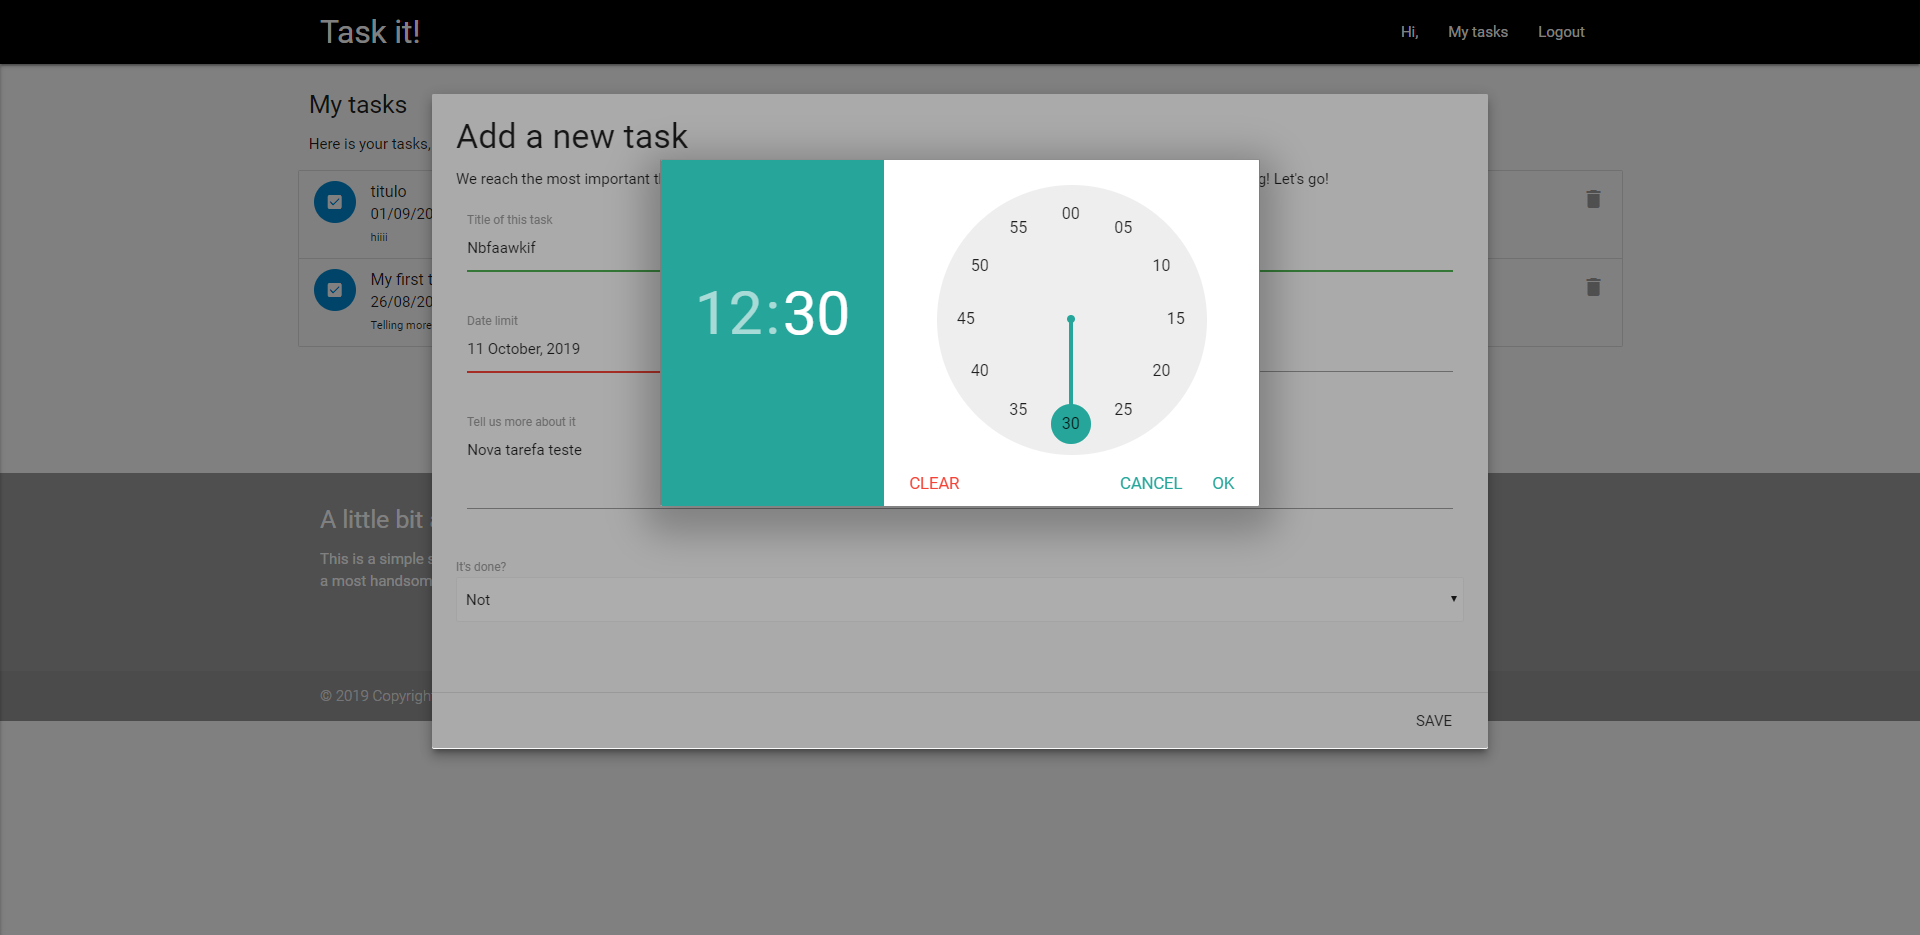 Task it!
Hi,
My tasks
Logout
My tasks
Here is your tasks,
titulo
01/09/20
hiiii
My first
26/08/20
Telling more
Add a new task
We reach the most important
! Let's go!
Title of this task
Nbfaawkif
Date limit
11 October, 2019
Tell us more about it
Nova tarefa teste
It's done?
Not
SAVE
12:30
00
05
10
15
20
25
30
35
40
45
50
55
CLEAR
CANCEL
OK
A little bit
This is a simple
a most handsom
© 2019 Copyrigh